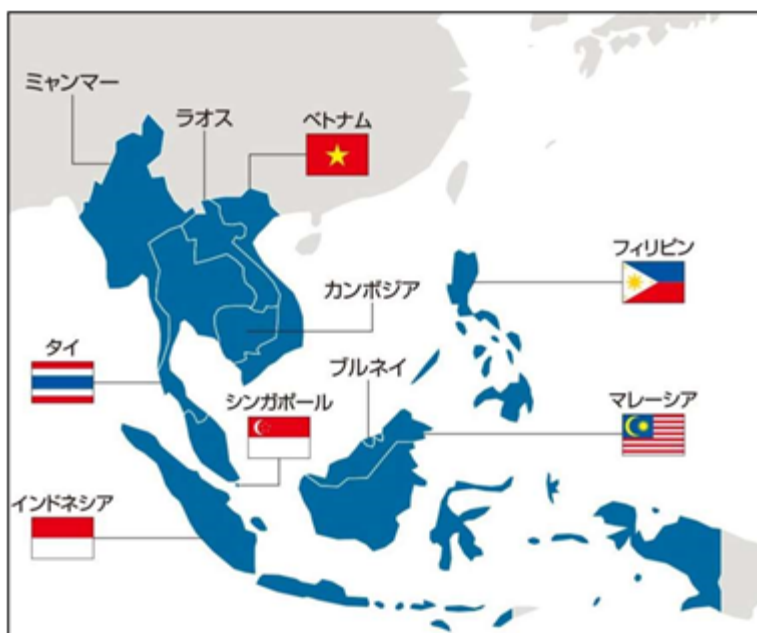 ミャンマー
ラオス
ベトナム
フィリピン
カンボジア
タイ
ブルネイ
シンガポール
マレーシア
インドネシア